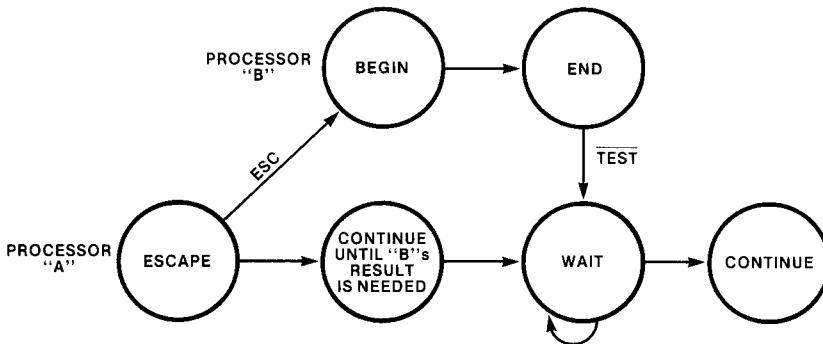 PROCESSOR
“B”
BEGIN
END
ESC
TEST
PROCESSOR
“A”
ESCAPE
CONTINUE
UNTIL “B”s
RESULT
IS NEEDED
WAIT
CONTINUE